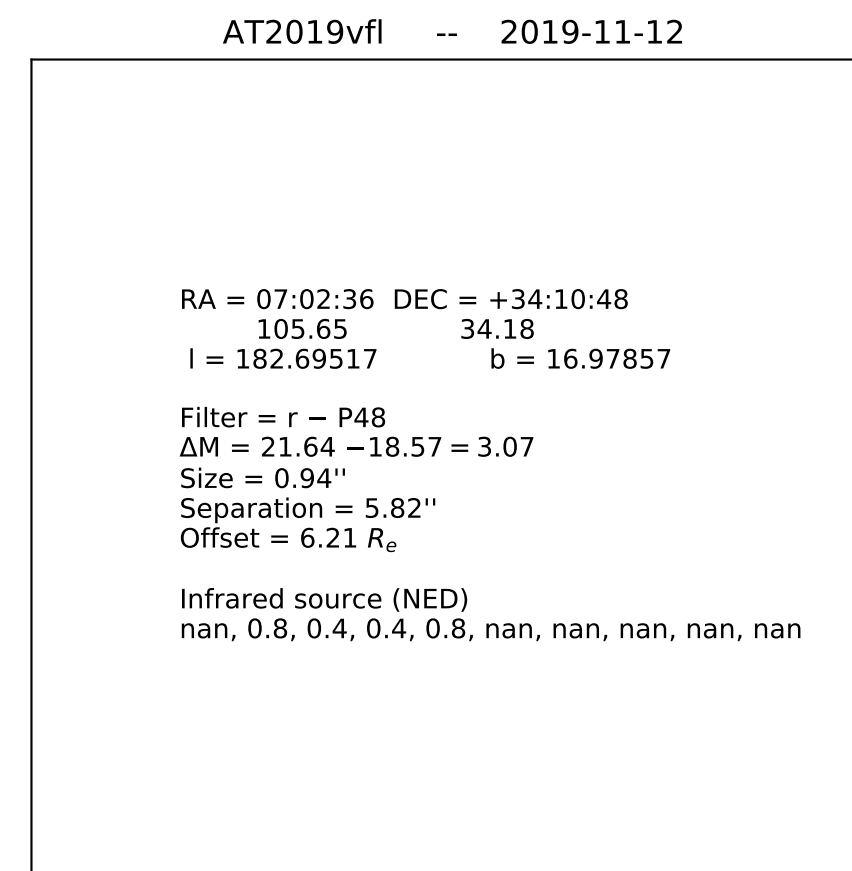 AT2019vfl -- 2019-11-12
RA = 07:02:36 DEC = +34:10:48
105.65 34.18
l = 182.69517 b = 16.97857
Filter = r − P48
ΔM = 21.64 −18.57 = 3.07
Size = 0.94''
Separation = 5.82''
Offset = 6.21 Re
Infrared source (NED)
nan, 0.8, 0.4, 0.4, 0.8, nan, nan, nan, nan, nan